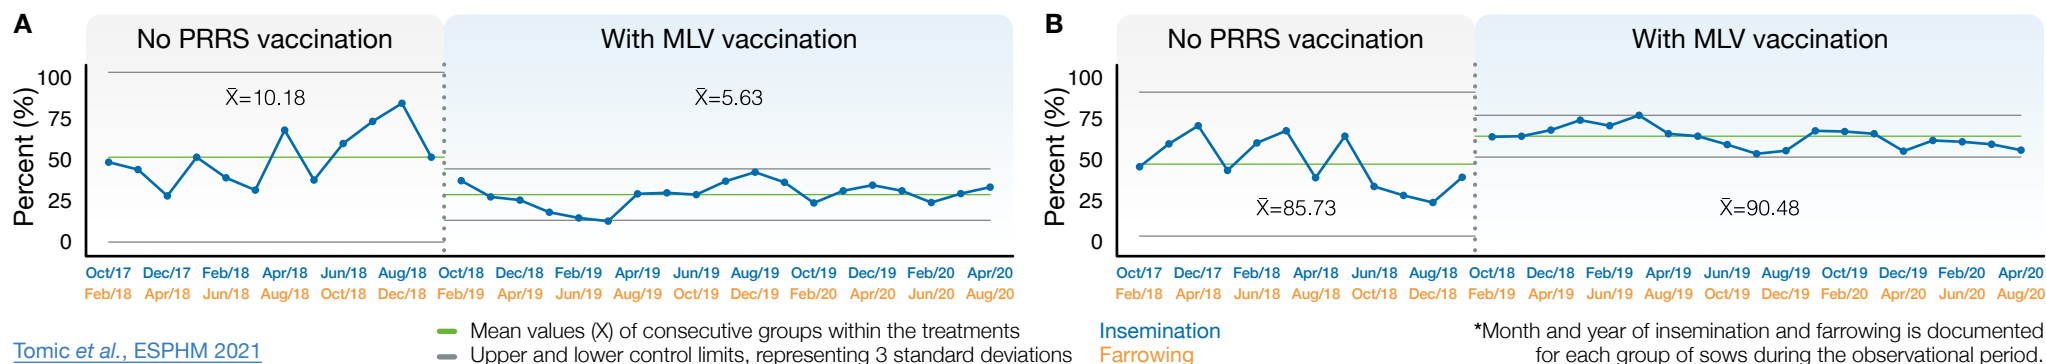 A
No PRRS vaccination
With MLV vaccination
Percent (%)
100
75
50
25
0
X̄=10.18
X̄=5.63
Oct/17 Dec/17 Feb/18 Apr/18 Jun/18 Aug/18 Oct/18 Dec/18 Feb/19 Apr/19 Jun/19 Aug/19 Oct/19 Dec/19 Feb/20 Apr/20
Feb/18 Apr/18 Jun/18 Aug/18 Oct/18 Dec/18 Feb/19 Apr/19 Jun/19 Aug/19 Oct/19 Dec/19 Feb/20 Apr/20 Jun/20 Aug/20
B
No PRRS vaccination
With MLV vaccination
Percent (%)
100
75
50
25
0
X̄=85.73
X̄=90.48
Oct/17 Dec/17 Feb/18 Apr/18 Jun/18 Aug/18 Oct/18 Dec/18 Feb/19 Apr/19 Jun/19 Aug/19 Oct/19 Dec/19 Feb/20 Apr/20
Feb/18 Apr/18 Jun/18 Aug/18 Oct/18 Dec/18 Feb/19 Apr/19 Jun/19 Aug/19 Oct/19 Dec/19 Feb/20 Apr/20 Jun/20 Aug/20
Tomic et al., ESPHM 2021
Mean values (X) of consecutive groups within the treatments
Upper and lower control limits, representing 3 standard deviations
Insemination
Farrowing
*Month and year of insemination and farrowing is documented
for each group of sows during the observational period.